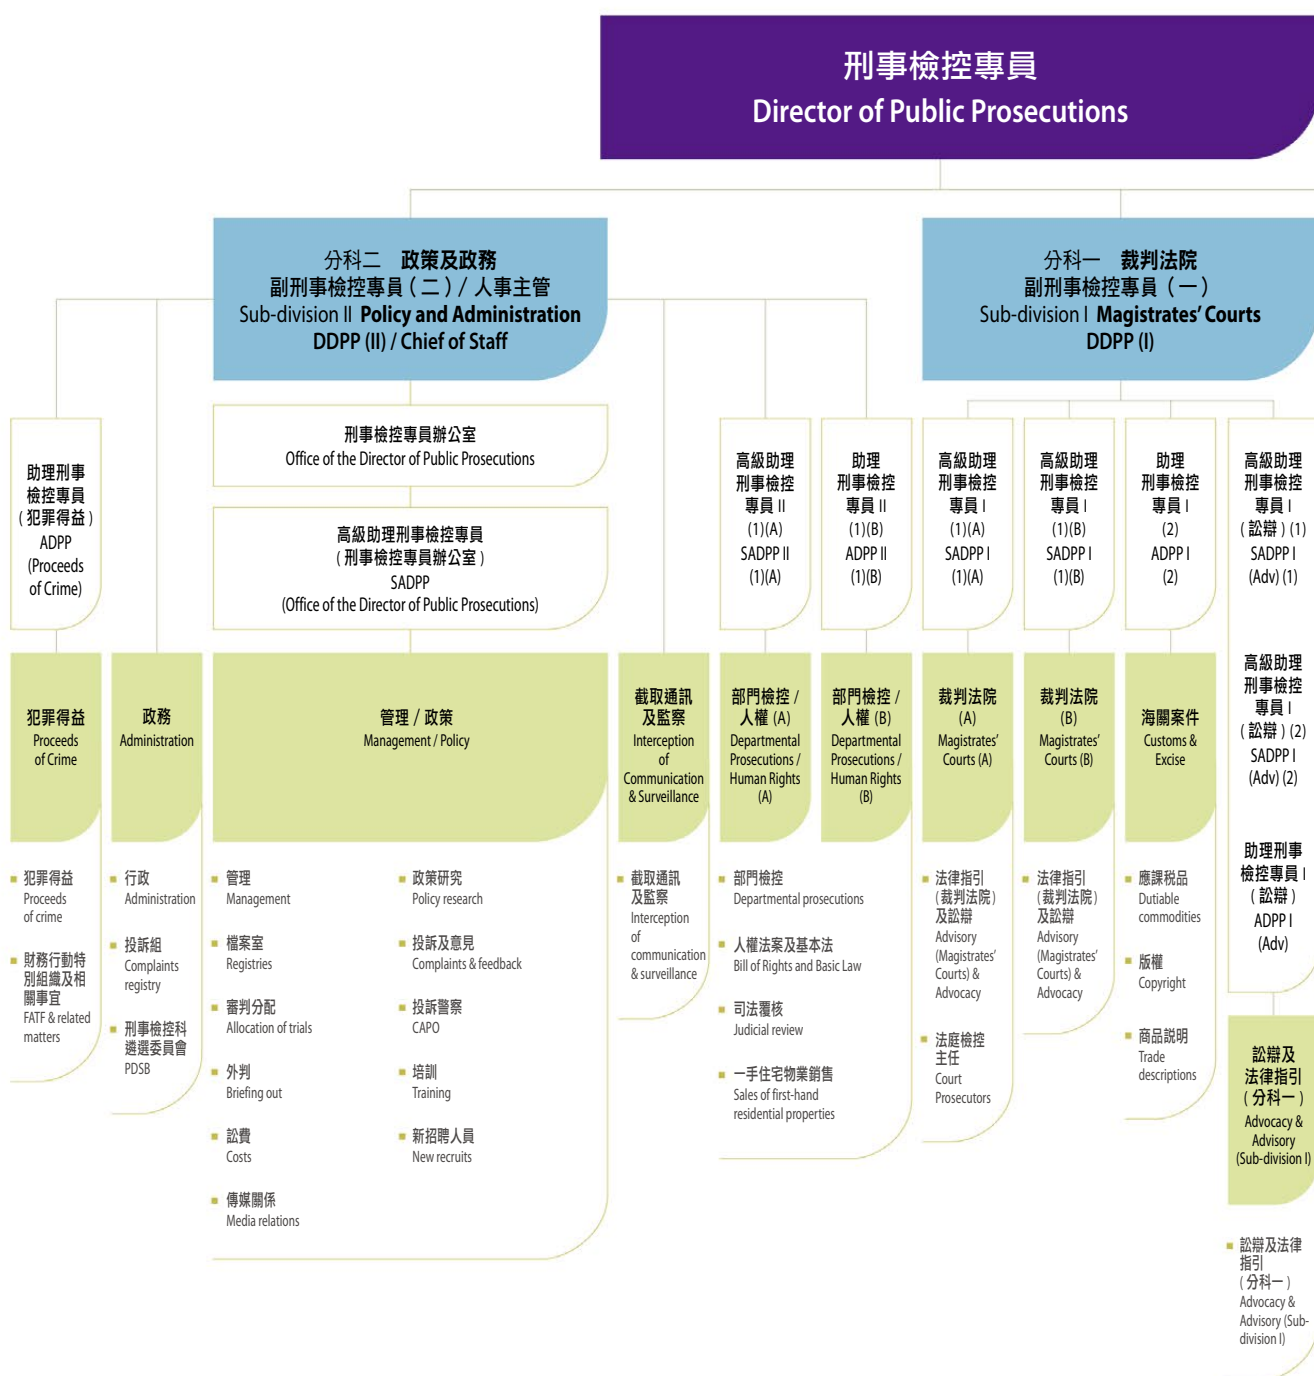 刑事檢控專員
Director of Public Prosecutions
分科二 政策及政務
副刑事檢控專員（二）/ 人事主管
Sub-division II Policy and Administration
DDPP (II) / Chief of Staff
分科一 裁判法院
副刑事檢控專員（一）
Sub-division I Magistrates' Courts
DDPP (I)
助理刑事
檢控專員
( 犯罪得益 )
ADPP
(Proceeds
of Crime)
刑事檢控專員辦公室
Office of the Director of Public Prosecutions
高級助理刑事檢控專員
( 刑事檢控專員辦公室 )
SADPP
(Office of the Director of Public Prosecutions)
高級助理
刑事檢控
專員 II
(1)(A)
SADPP II
(1)(A)
助理
刑事檢控
專員 II
(1)(B)
ADPP II
(1)(B)
高級助理
刑事檢控
專員 I
(1)(A)
SADPP I
(1)(A)
高級助理
刑事檢控
專員 I
(1)(B)
SADPP I
(1)(B)
助理
刑事檢控
專員 I
(2)
ADPP I
(2)
高級助理
刑事檢控
專員 I
( 訟辯 ) (1)
SADPP I
(Adv) (1)
高級助理
刑事檢控
專員 I
( 訟辯 ) (2)
SADPP I
(Adv) (2)
助理刑事
檢控專員 I
( 訟辯 )
ADPP I
(Adv)
犯罪得益
Proceeds
of Crime
政務
Administration
管理 / 政策
Management / Policy
截取通訊
及監察
Interception
of
Communication
& Surveillance
部門檢控 /
人權 (A)
Departmental
Prosecutions /
Human Rights
(A)
部門檢控 /
人權 (B)
Departmental
Prosecutions /
Human Rights
(B)
裁判法院
(A)
Magistrates'
Courts (A)
裁判法院
(B)
Magistrates'
Courts (B)
海關案件
Customs &
Excise
訟辯及
法律指引
( 分科一 )
Advocacy &
Advisory
(Sub-division I)
犯罪得益
Proceeds
of crime
財務行動特
別組織及相
關事宜
FATF & related
matters
行政
Administration
投訴組
Complaints
registry
刑事檢控科
遴選委員會
PDSB
管理
Management
檔案室
Registries
審判分配
Allocation of trials
外判
Briefing out
訟費
Costs
傳媒關係
Media relations
政策研究
Policy research
投訴及意見
Complaints & feedback
投訴警察
CAPO
培訓
Training
新招聘人員
New recruits
截取通訊
及監察
Interception
of
communication
& surveillance
部門檢控
Departmental prosecutions
人權法案及基本法
Bill of Rights and Basic Law
司法覆核
Judicial review
一手住宅物業銷售
Sales of first-hand
residential properties
法律指引
(裁判法院)
及訟辯
Advisory
(Magistrates'
Courts) &
Advocacy
法庭檢控
主任
Court
Prosecutors
法律指引
(裁判法院)
及訟辯
Advisory
(Magistrates'
Courts) &
Advocacy
應課稅品
Dutiable
commodities
版權
Copyright
商品說明
Trade
descriptions
訟辯及法律
指引
( 分科一 )
Advocacy &
Advisory (Sub-
division I)